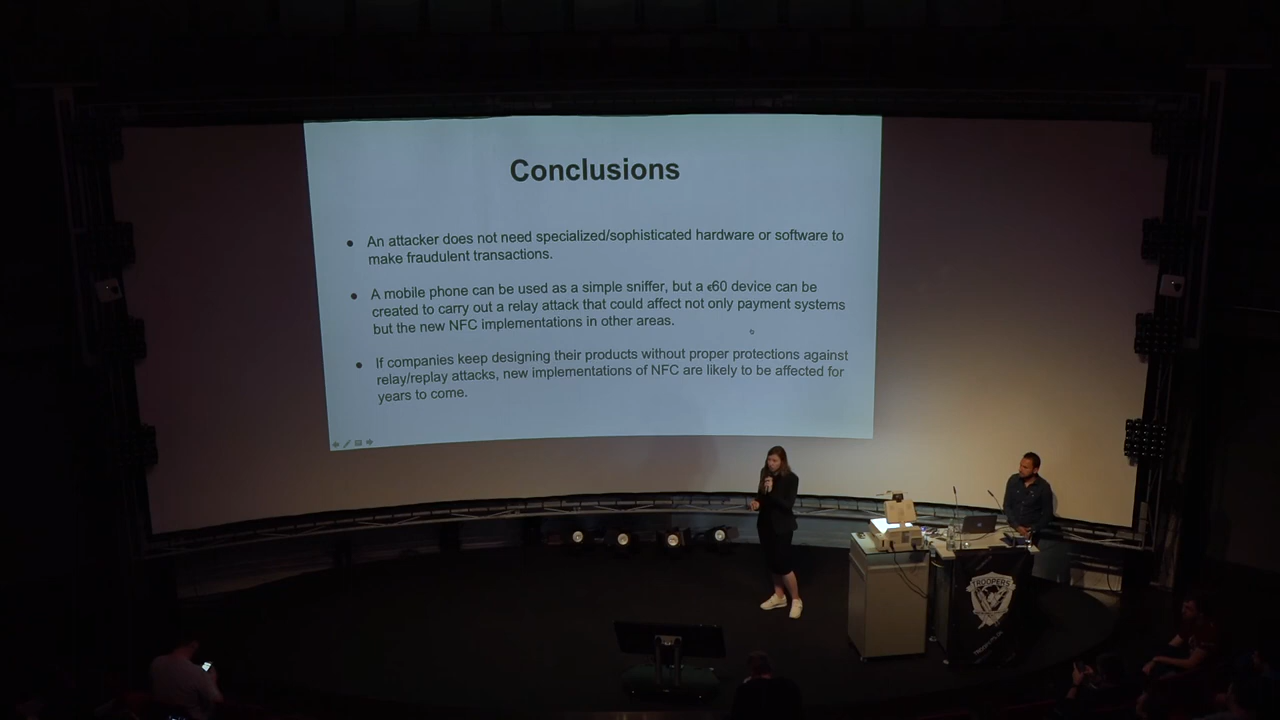 Conclusions
● An attacker does not need specialized/sophisticated hardware or software to
make fraudulent transactions.
● A mobile phone can be used as a simple sniffer, but a €60 device can be
created to carry out a relay attack that could affect not only payment systems
but the new NFC implementations in other areas.
● If companies keep designing their products without proper protections against
relay/replay attacks, new implementations of NFC are likely to be affected for
years to come.
TROOPERS